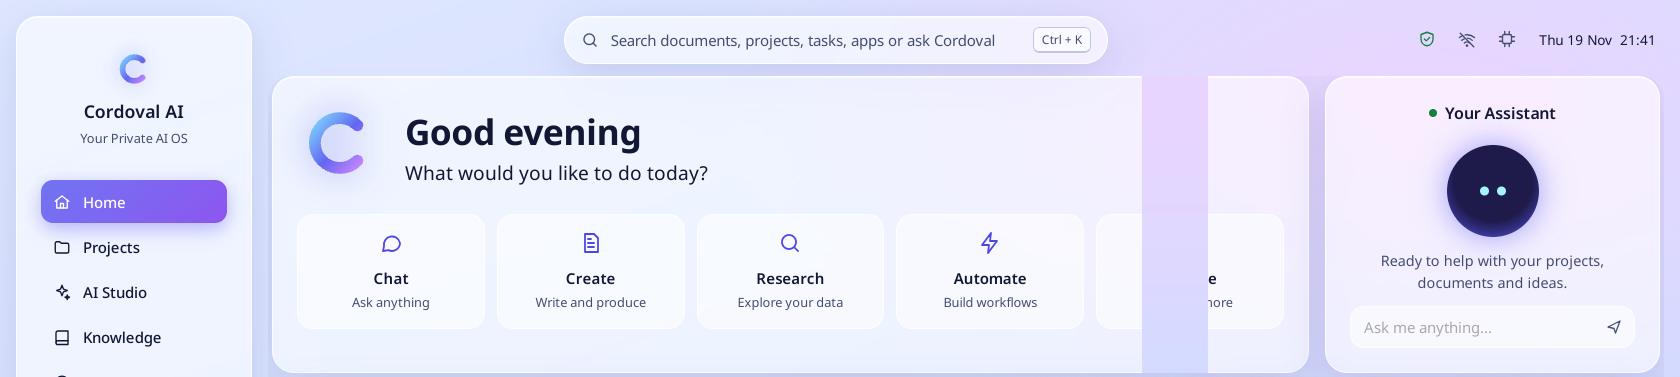 Search documents, projects, tasks, apps or ask Cordoval
Ctrl + K
Thu 19 Nov 21:41
Cordoval AI
Your Private AI OS
Home
Projects
AI Studio
Knowledge
Good evening
What would you like to do today?
Chat
Ask anything
Create
Write and produce
Research
Explore your data
Automate
Build workflows
Your Assistant
Ready to help with your projects,
documents and ideas.
Ask me anything...